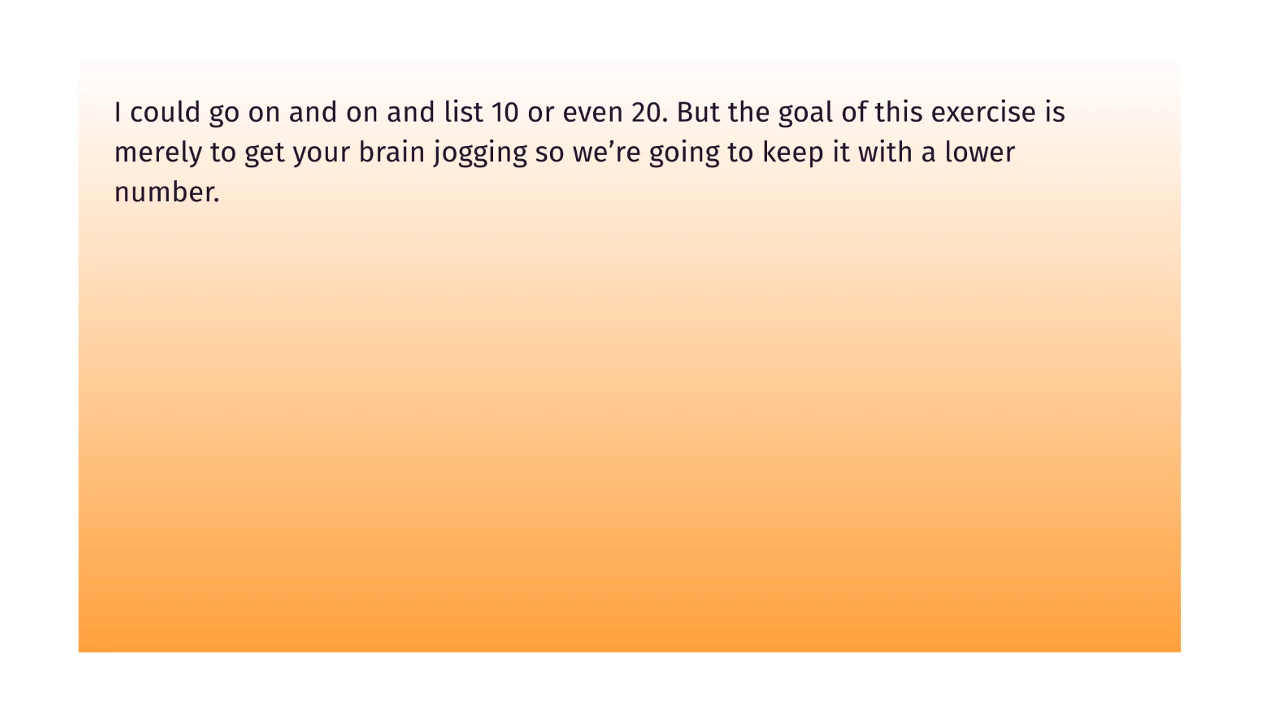 I could go on and on and list 10 or even 20. But the goal of this exercise is
merely to get your brain jogging so we’re going to keep it with a lower
number.